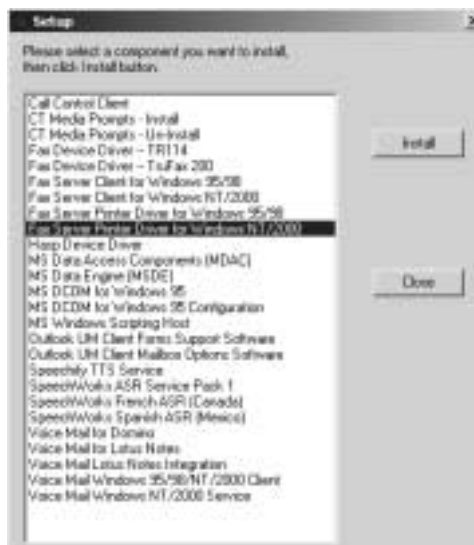 Setup
Please select a component you want to install,
then click Install button.
Call Control Client
CT Media Prompts - Install
CT Media Prompts - Un-Install
Fax Device Driver - TR114
Fax Device Driver - TruFax 200
Fax Server Client for Windows 95/98
Fax Server Client for Windows NT/2000
Fax Server Printer Driver for Windows 95/98
Fax Server Printer Driver for Windows NT/2000
Hasp Device Driver
MS Data Access Components (MDAC)
MS Data Engine (MSDE)
MS DCOM for Windows 95
MS DCOM for Windows 95 Configuration
MS Windows Scripting Host
Outlook UM Client Forms Support Software
Outlook UM Client Mailbox Options Software
Speechify TTS Service
SpeechWorks ASR Service Pack 1
SpeechWorks French ASR (Canada)
SpeechWorks Spanish ASR (Mexico)
Voice Mail for Domino
Voice Mail for Lotus Notes
Voice Mail Lotus Notes Integration
Voice Mail Windows 95/98/NT/2000 Client
Voice Mail Windows NT/2000 Service
Install
Close